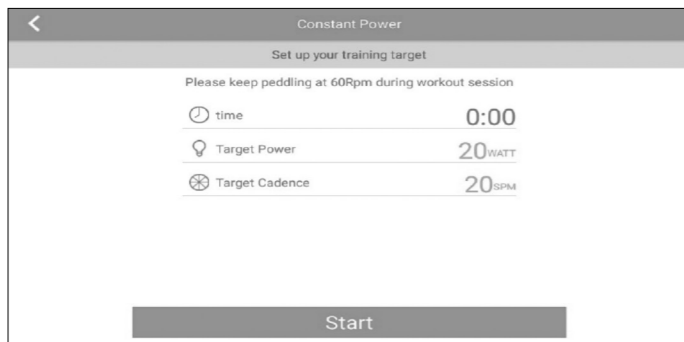 Constant Power
Set up your training target
Please keep peddling at 60Rpm during workout session
time 0:00
Target Power 20WATT
Target Cadence 20SPM
Start